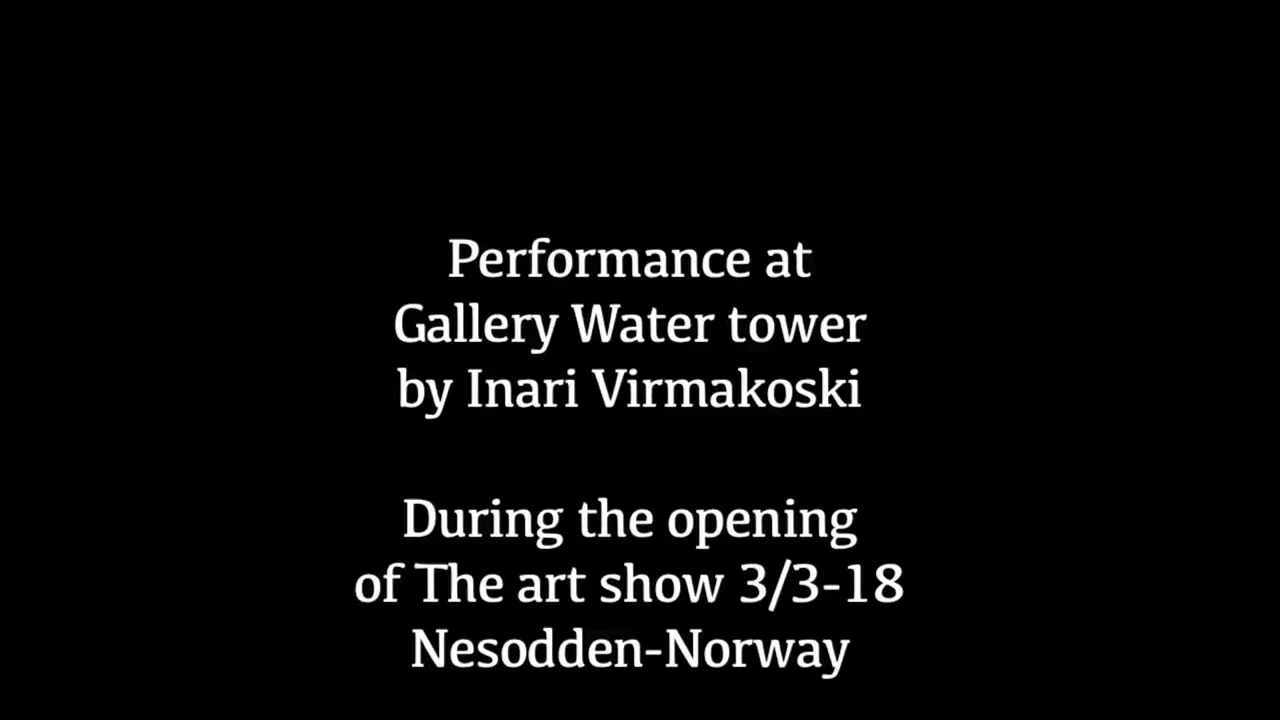 Performance at
Gallery Water tower
by Inari Virmakoski
During the opening
of The art show 3/3-18
Nesodden-Norway